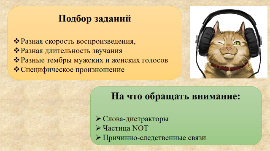 Подбор заданий
❖Разная скорость воспроизведения,
❖Разная длительность звучания
❖Разные тембры мужских и женских голосов
❖Специфическое произношение
На что обращать внимание:
➢ Слова-дистракторы
➢ Частица NOT
➢ Причинно-следственные связи